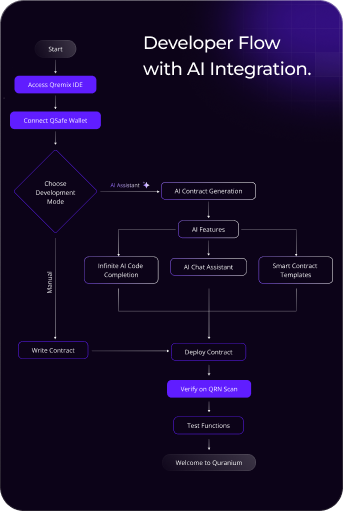 Developer Flow
with AI Integration.
Start
Access Qremix IDE
Connect QSafe Wallet
Choose
Development
Mode
AI Assistant
AI Contract Generation
AI Features
Infinite AI Code
Completion
AI Chat Assistant
Smart Contract
Templates
Manual
Write Contract
Deploy Contract
Verify on QRN Scan
Test Functions
Welcome to Quranium